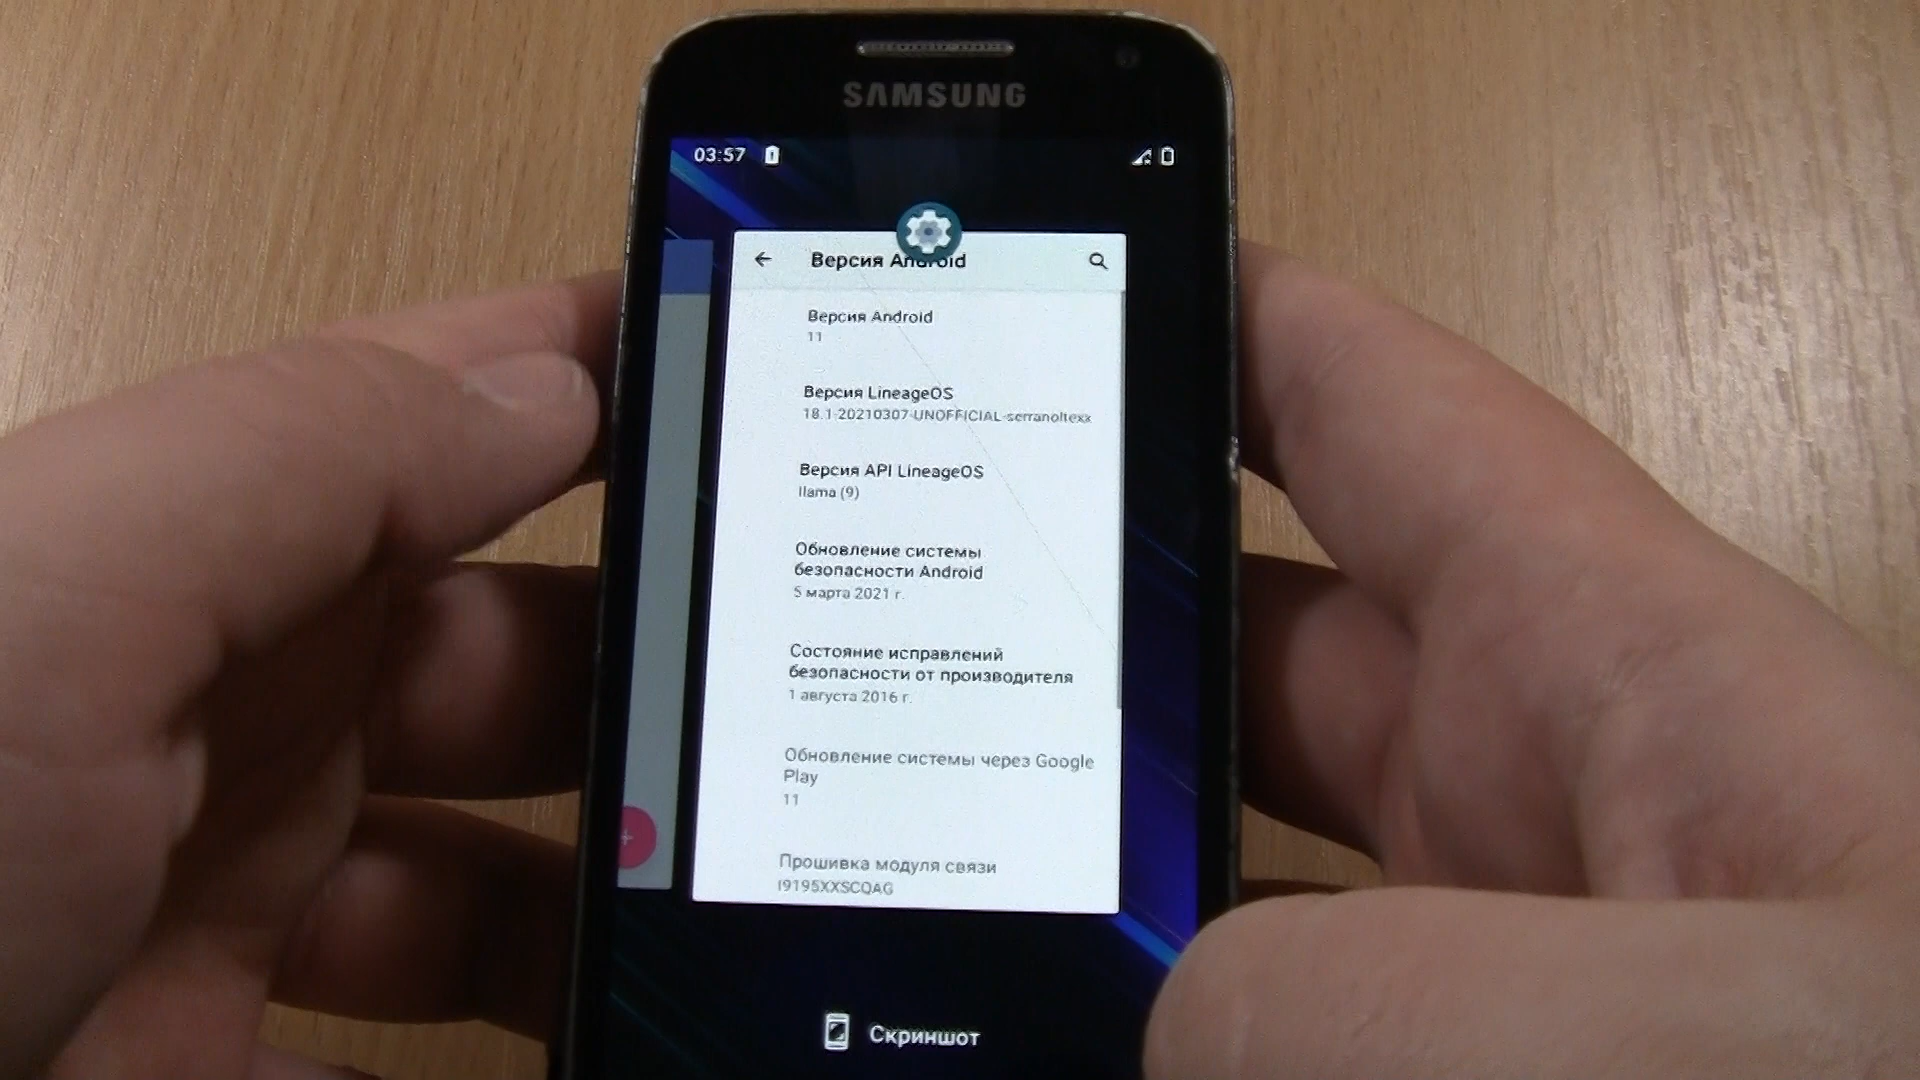 SAMSUNG
03:57
Версия Android
Версия Android
11
Версия LineageOS
18.1-20210307-UNOFFICIAL-serranoltexx
Версия API LineageOS
llama (9)
Обновление системы
безопасности Android
5 марта 2021 г.
Состояние исправлений
безопасности от производителя
1 августа 2016 г.
Обновление системы через Google
Play
11
Прошивка модуля связи
I9195XXSCQAG
Скриншот